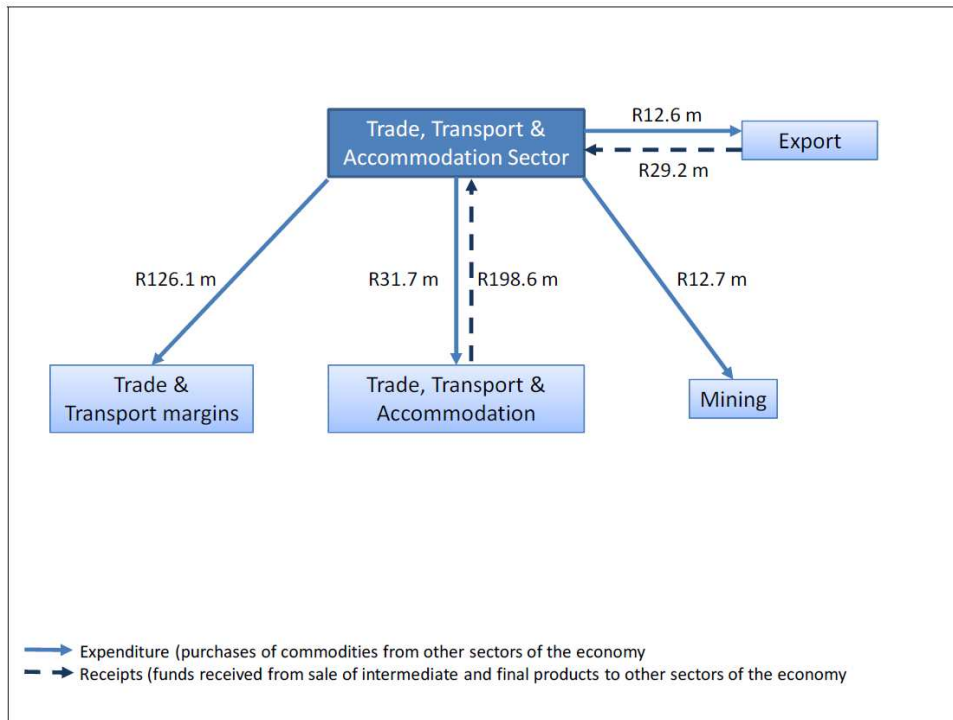 Trade, Transport &
Accommodation Sector
R12.6 m
Export
R29.2 m
R126.1 m
R31.7 m
R198.6 m
R12.7 m
Trade &
Transport margins
Trade, Transport &
Accommodation
Mining
Expenditure (purchases of commodities from other sectors of the economy
Receipts (funds received from sale of intermediate and final products to other sectors of the economy